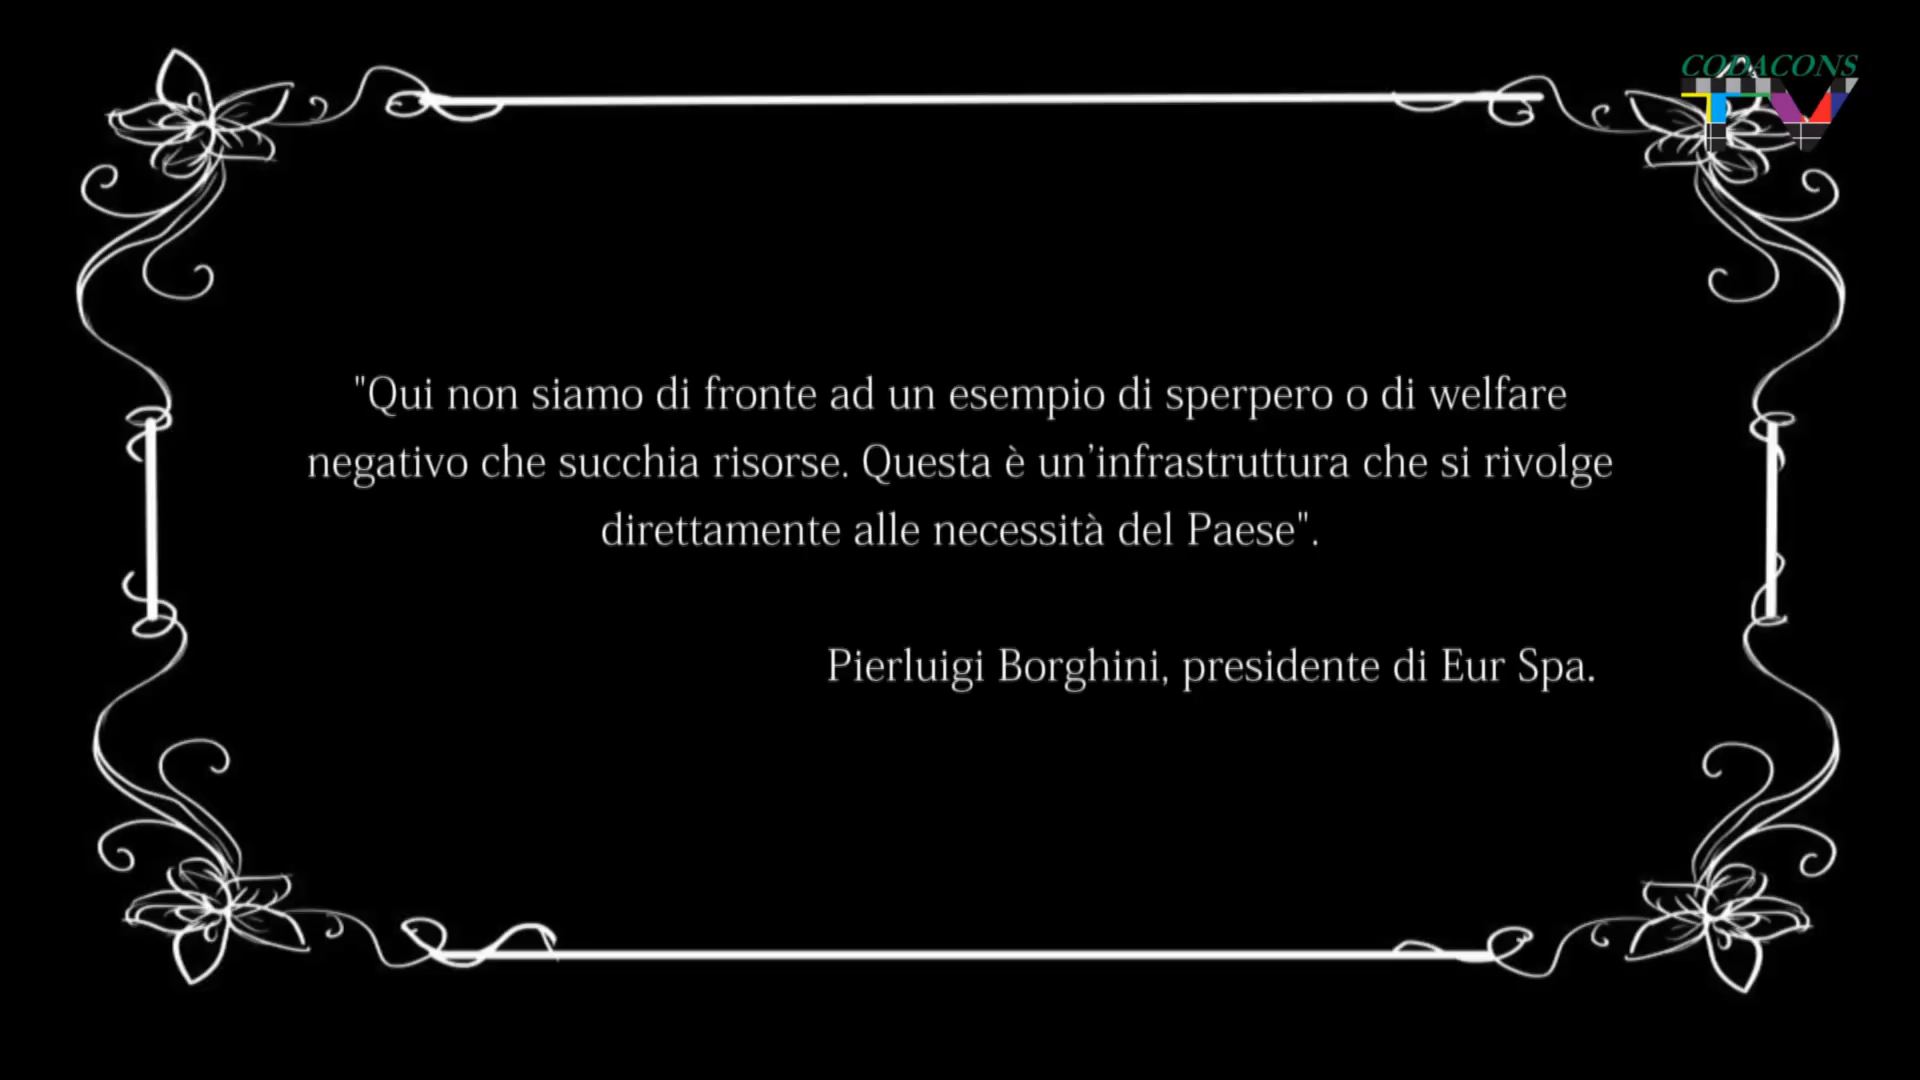 CODACONS
TV
"Qui non siamo di fronte ad un esempio di sperpero o di welfare
negativo che succhia risorse. Questa è un'infrastruttura che si rivolge
direttamente alle necessità del Paese".
Pierluigi Borghini, presidente di Eur Spa.